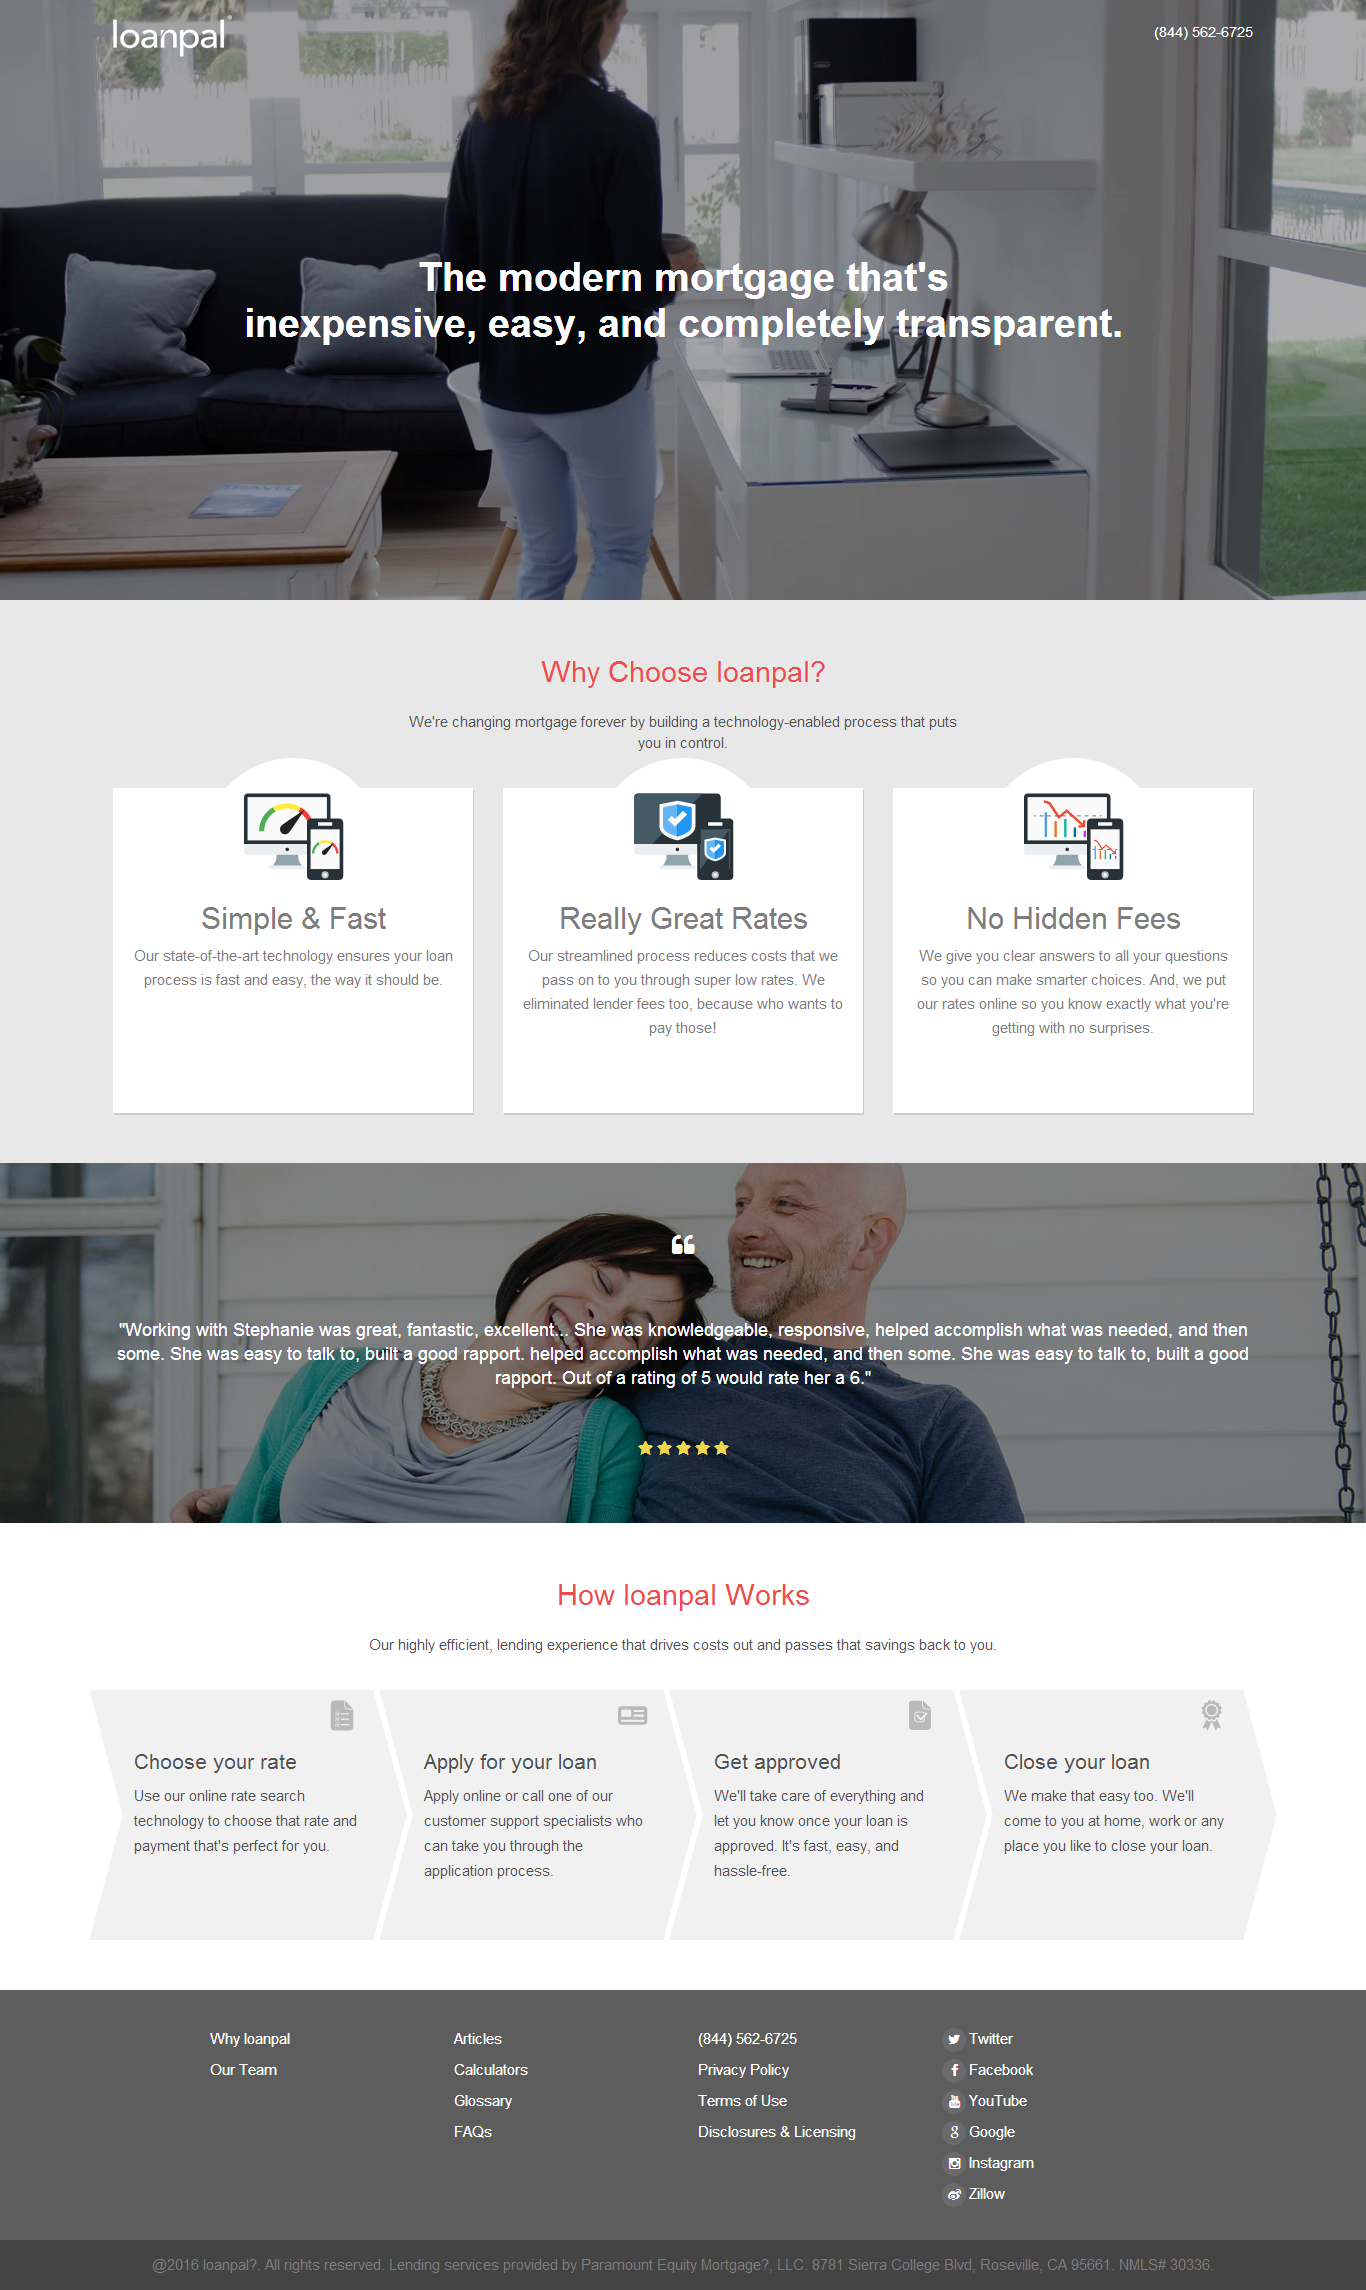 loanpal
(844) 562-6725
The modern mortgage that's
inexpensive, easy, and completely transparent.
Why Choose loanpal?
We're changing mortgage forever by building a technology-enabled process that puts
you in control.
Simple & Fast
Our state-of-the-art technology ensures your loan
process is fast and easy, the way it should be.
Really Great Rates
Our streamlined process reduces costs that we
pass on to you through super low rates. We
eliminated lender fees too, because who wants to
pay those!
No Hidden Fees
We give you clear answers to all your questions
so you can make smarter choices. And, we put
our rates online so you know exactly what you're
getting with no surprises.
"Working with Stephanie was great, fantastic, excellent... She was knowledgeable, responsive, helped accomplish what was needed, and then
some. She was easy to talk to, built a good rapport. helped accomplish what was needed, and then some. She was easy to talk to, built a good
rapport. Out of a rating of 5 would rate her a 6."
How loanpal Works
Our highly efficient, lending experience that drives costs out and passes that savings back to you.
Choose your rate
Use our online rate search
technology to choose that rate and
payment that's perfect for you.
Apply for your loan
Apply online or call one of our
customer support specialists who
can take you through the
application process.
Get approved
We'll take care of everything and
let you know once your loan is
approved. It's fast, easy, and
hassle-free.
Close your loan
We make that easy too. We'll
come to you at home, work or any
place you like to close your loan.
Why loanpal
Our Team
Articles
Calculators
Glossary
FAQs
(844) 562-6725
Privacy Policy
Terms of Use
Disclosures & Licensing
Twitter
Facebook
YouTube
Google
Instagram
Zillow
@2016 loanpal?. All rights reserved. Lending services provided by Paramount Equity Mortgage?, LLC. 8781 Sierra College Blvd, Roseville, CA 95661. NMLS# 30336.